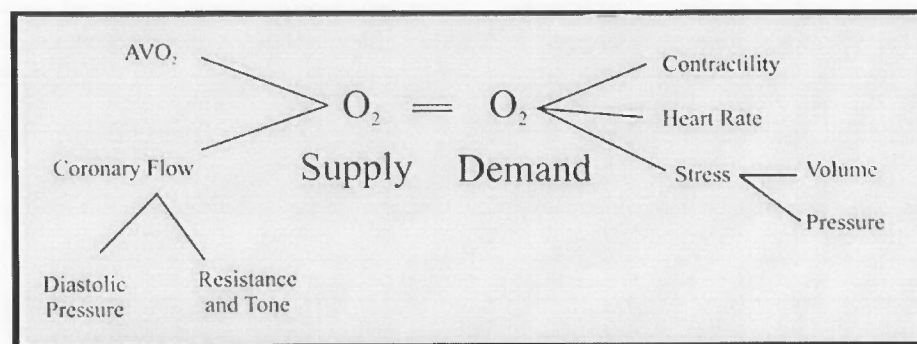 AVO₂
Coronary Flow
Diastolic
Pressure
Resistance
and Tone
O₂ = O₂
Supply Demand
Contractility
Heart Rate
Stress
Volume
Pressure